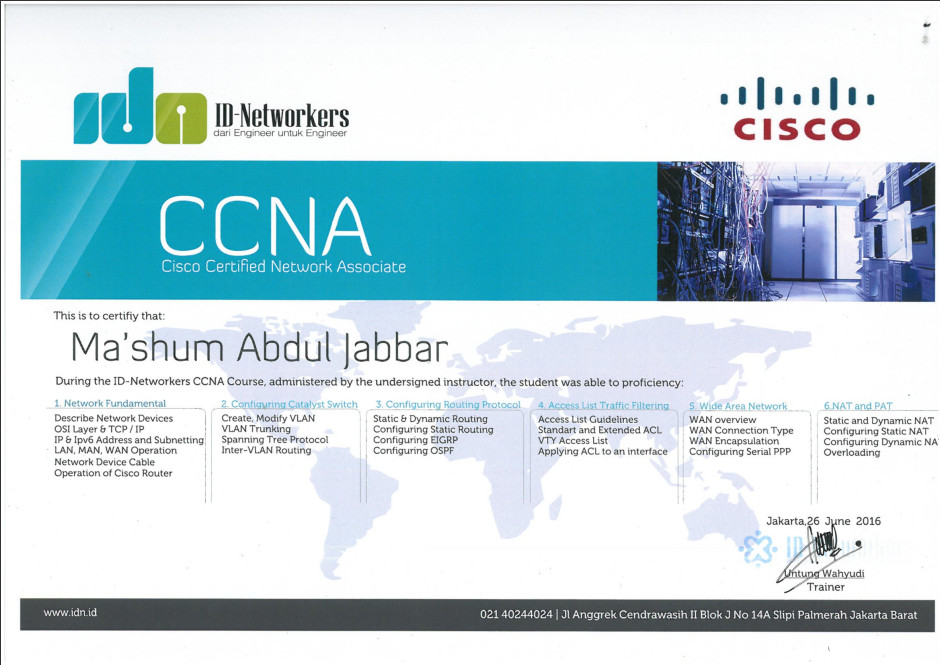 idn
ID-Networkers
dari Engineer untuk Engineer
CISCO
CCNA
Cisco Certified Network Associate
This is to certifiy that:
Ma'shum Abdul Jabbar
During the ID-Networkers CCNA Course, administered by the undersigned instructor, the student was able to proficiency:
1. Network Fundamental
Describe Network Devices
OSI Layer & TCP / IP
IP & Ipv6 Address and Subnetting
LAN, MAN, WAN Operation
Network Device Cable
Operation of Cisco Router
2. Configuring Catalyst Switch
Create, Modify VLAN
VLAN Trunking
Spanning Tree Protocol
Inter-VLAN Routing
3. Configuring Routing Protocol
Static & Dynamic Routing
Configuring Static Routing
Configuring EIGRP
Configuring OSPF
4. Access List Traffic Filtering
Access List Guidelines
Standart and Extended ACL
VTY Access List
Applying ACL to an interface
5. Wide Area Network
WAN overview
WAN Connection Type
WAN Encapsulation
Configuring Serial PPP
6.NAT and PAT
Static and Dynamic NAT
Configuring Static NAT
Configuring Dynamic NA
Overloading
Jakarta,26 June 2016
Untung Wahyudi
Trainer
www.idn.id
021 40244024 | Jl Anggrek Cendrawasih II Blok J No 14A Slipi Palmerah Jakarta Barat